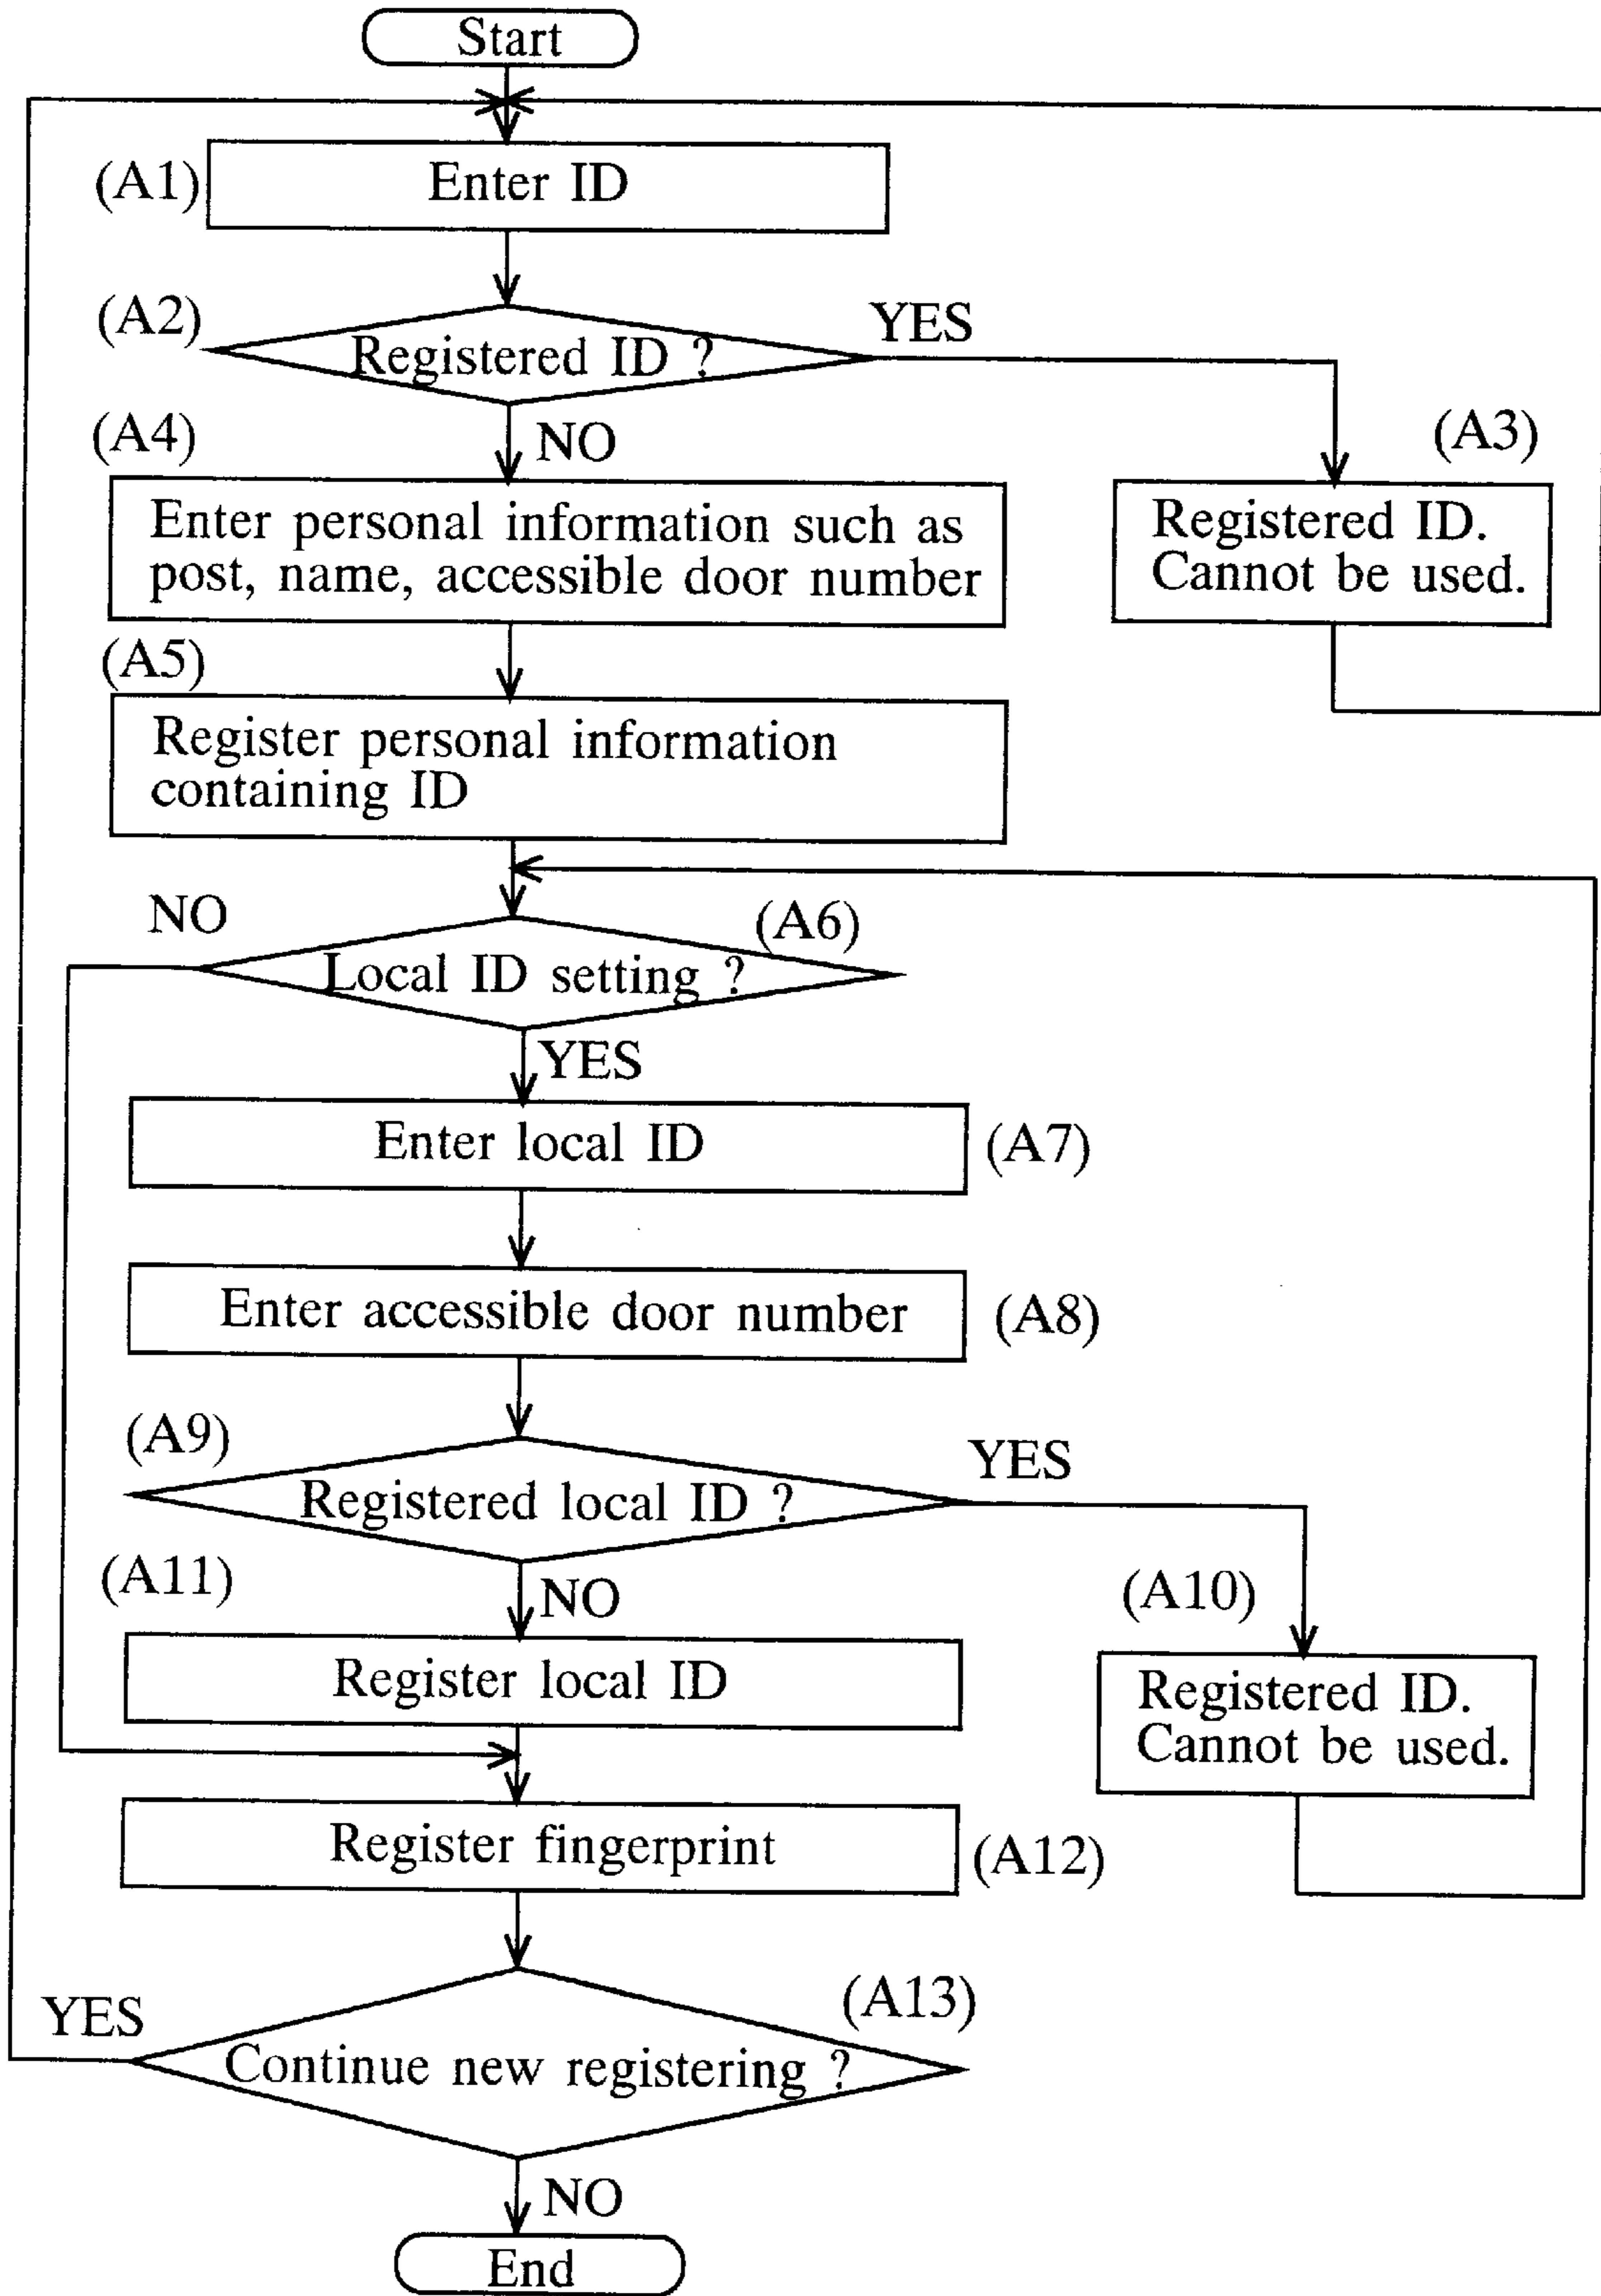 Start
(A1)
Enter ID
(A2)
Registered ID ?
YES
NO
(A3)
Registered ID.
Cannot be used.
(A4)
Enter personal information such as
post, name, accessible door number
(A5)
Register personal information
containing ID
NO
(A6)
Local ID setting ?
YES
Enter local ID
(A7)
Enter accessible door number
(A8)
(A9)
Registered local ID ?
YES
NO
(A10)
Registered ID.
Cannot be used.
(A11)
Register local ID
Register fingerprint
(A12)
YES
(A13)
Continue new registering ?
NO
End